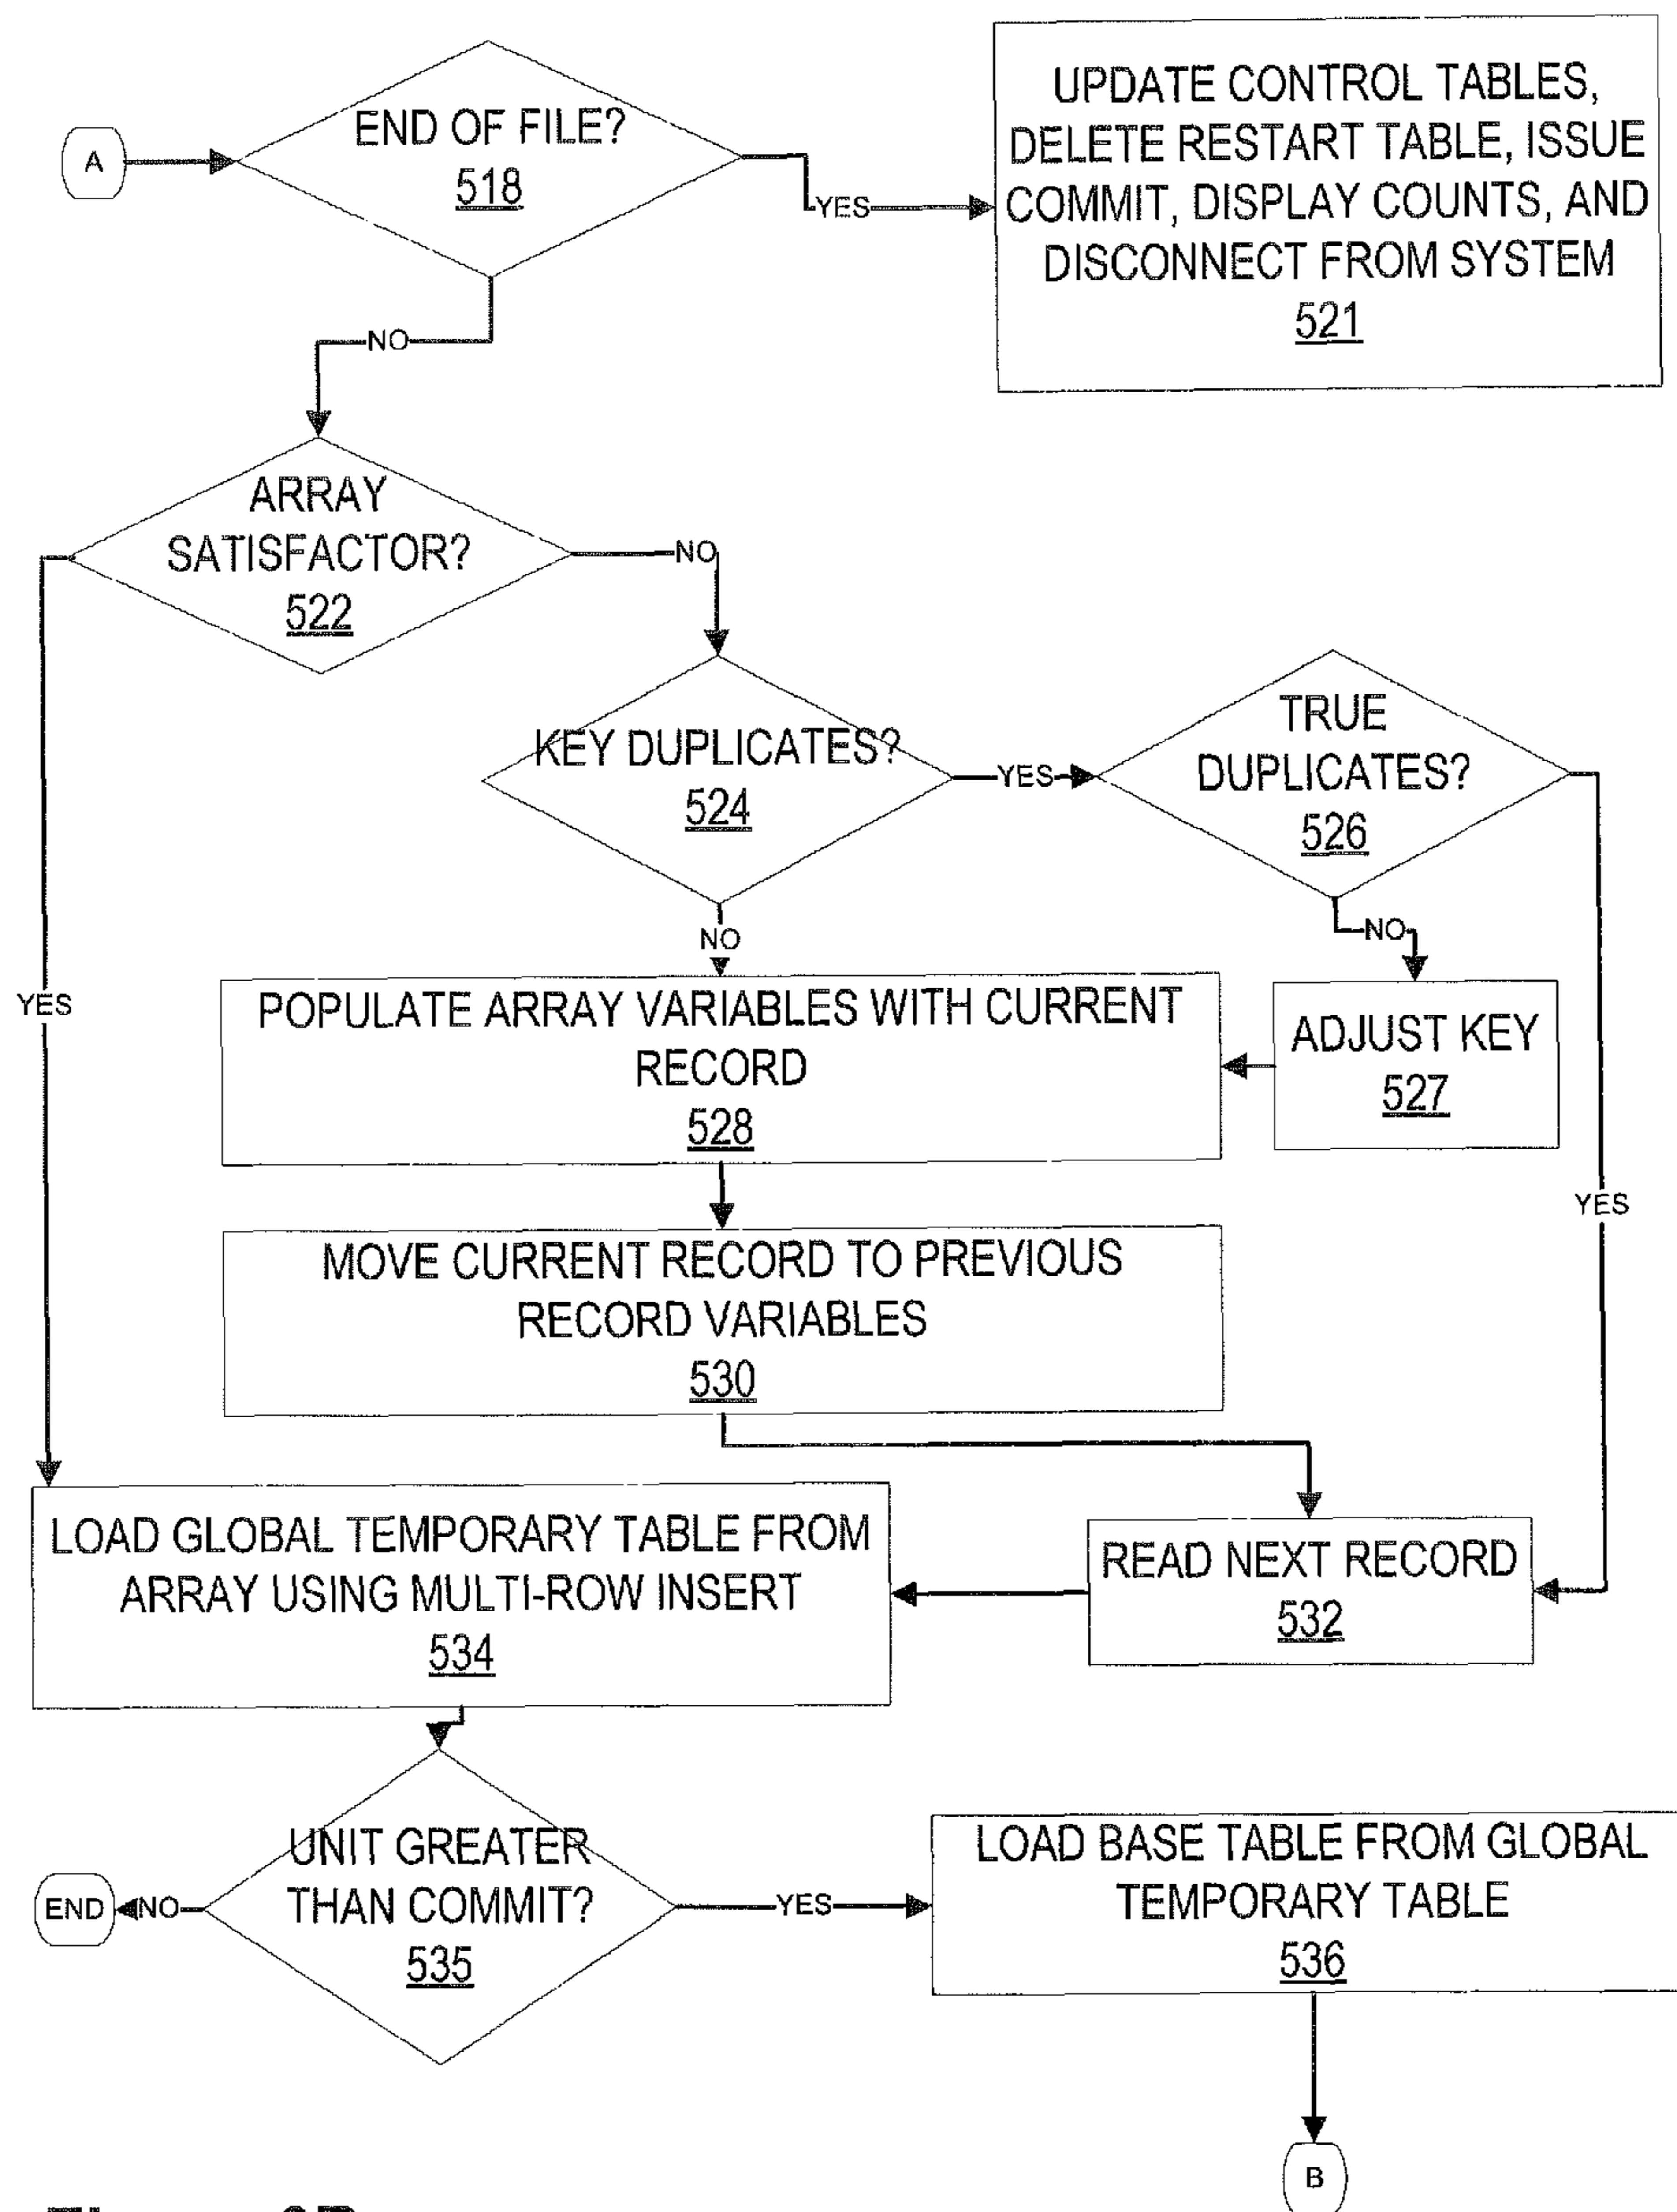 A
END OF FILE?
518
YES
UPDATE CONTROL TABLES,
DELETE RESTART TABLE, ISSUE
COMMIT, DISPLAY COUNTS, AND
DISCONNECT FROM SYSTEM
521
NO
ARRAY
SATISFACTOR?
522
NO
KEY DUPLICATES?
524
YES
TRUE
DUPLICATES?
526
NO
NO
YES
POPULATE ARRAY VARIABLES WITH CURRENT
RECORD
528
ADJUST KEY
527
YES
MOVE CURRENT RECORD TO PREVIOUS
RECORD VARIABLES
530
LOAD GLOBAL TEMPORARY TABLE FROM
ARRAY USING MULTI-ROW INSERT
534
READ NEXT RECORD
532
UNIT GREATER
THAN COMMIT?
535
END
NO
YES
LOAD BASE TABLE FROM GLOBAL
TEMPORARY TABLE
536
B